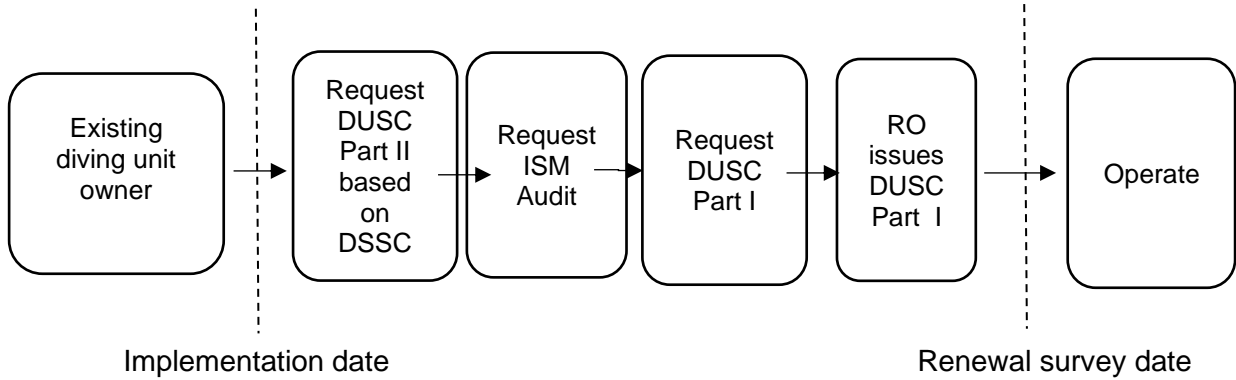 Existing
diving unit
owner
Request
DUSC
Part II
based
on
DSSC
Request
ISM
Audit
Request
DUSC
Part I
RO
issues
DUSC
Part I
Operate
Implementation date
Renewal survey date